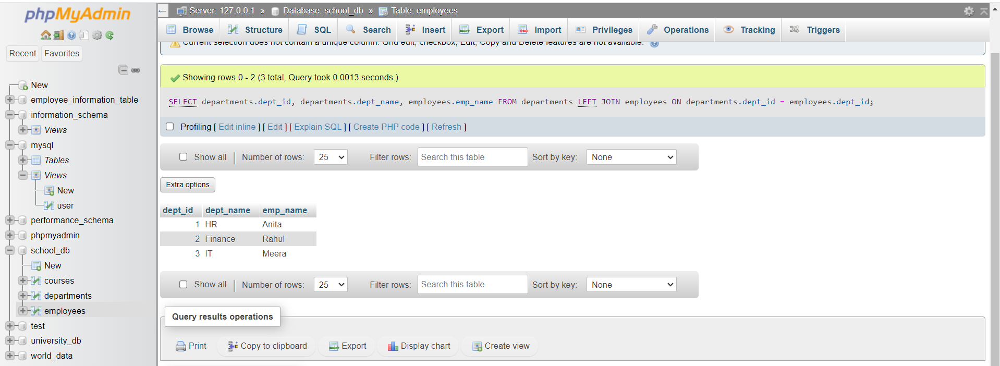 phpMyAdmin
Recent Favorites
New
employee_information_table
information_schema
Views
mysql
Tables
Views
New
user
performance_schema
phpmyadmin
school_db
New
courses
departments
employees
test
university_db
world_data
Server: 127.0.0.1 » Database: school_db » Table: employees
Browse Structure SQL Search Insert Export Import Privileges Operations Tracking Triggers
Current selection does not contain a unique column. Grid edit, checkbox, Edit, Copy and Delete features are not available.
Showing rows 0 - 2 (3 total, Query took 0.0013 seconds.)
SELECT departments.dept_id, departments.dept_name, employees.emp_name FROM departments LEFT JOIN employees ON departments.dept_id = employees.dept_id;
Profiling [ Edit inline ] [ Edit ] [ Explain SQL ] [ Create PHP code ] [ Refresh ]
Show all Number of rows: 25 Filter rows: Search this table Sort by key: None
Extra options
dept_id dept_name emp_name
1 HR Anita
2 Finance Rahul
3 IT Meera
Show all Number of rows: 25 Filter rows: Search this table Sort by key: None
Query results operations
Print Copy to clipboard Export Display chart Create view